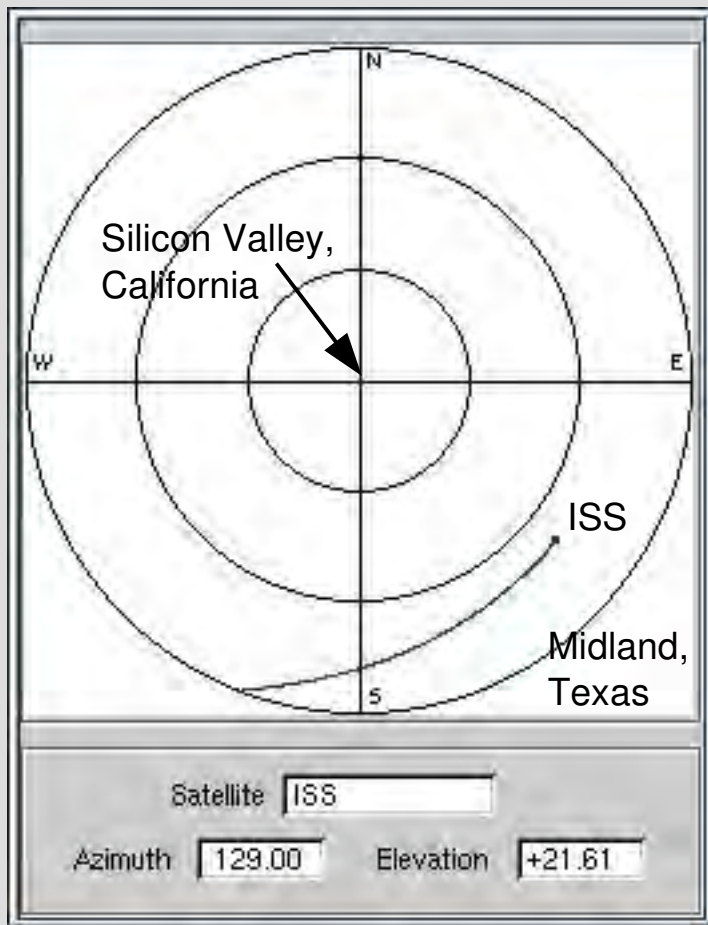 N
Silicon Valley,
California
W
E
ISS
Midland,
Texas
S
Satellite ISS
Azimuth 129.00 Elevation +21.61